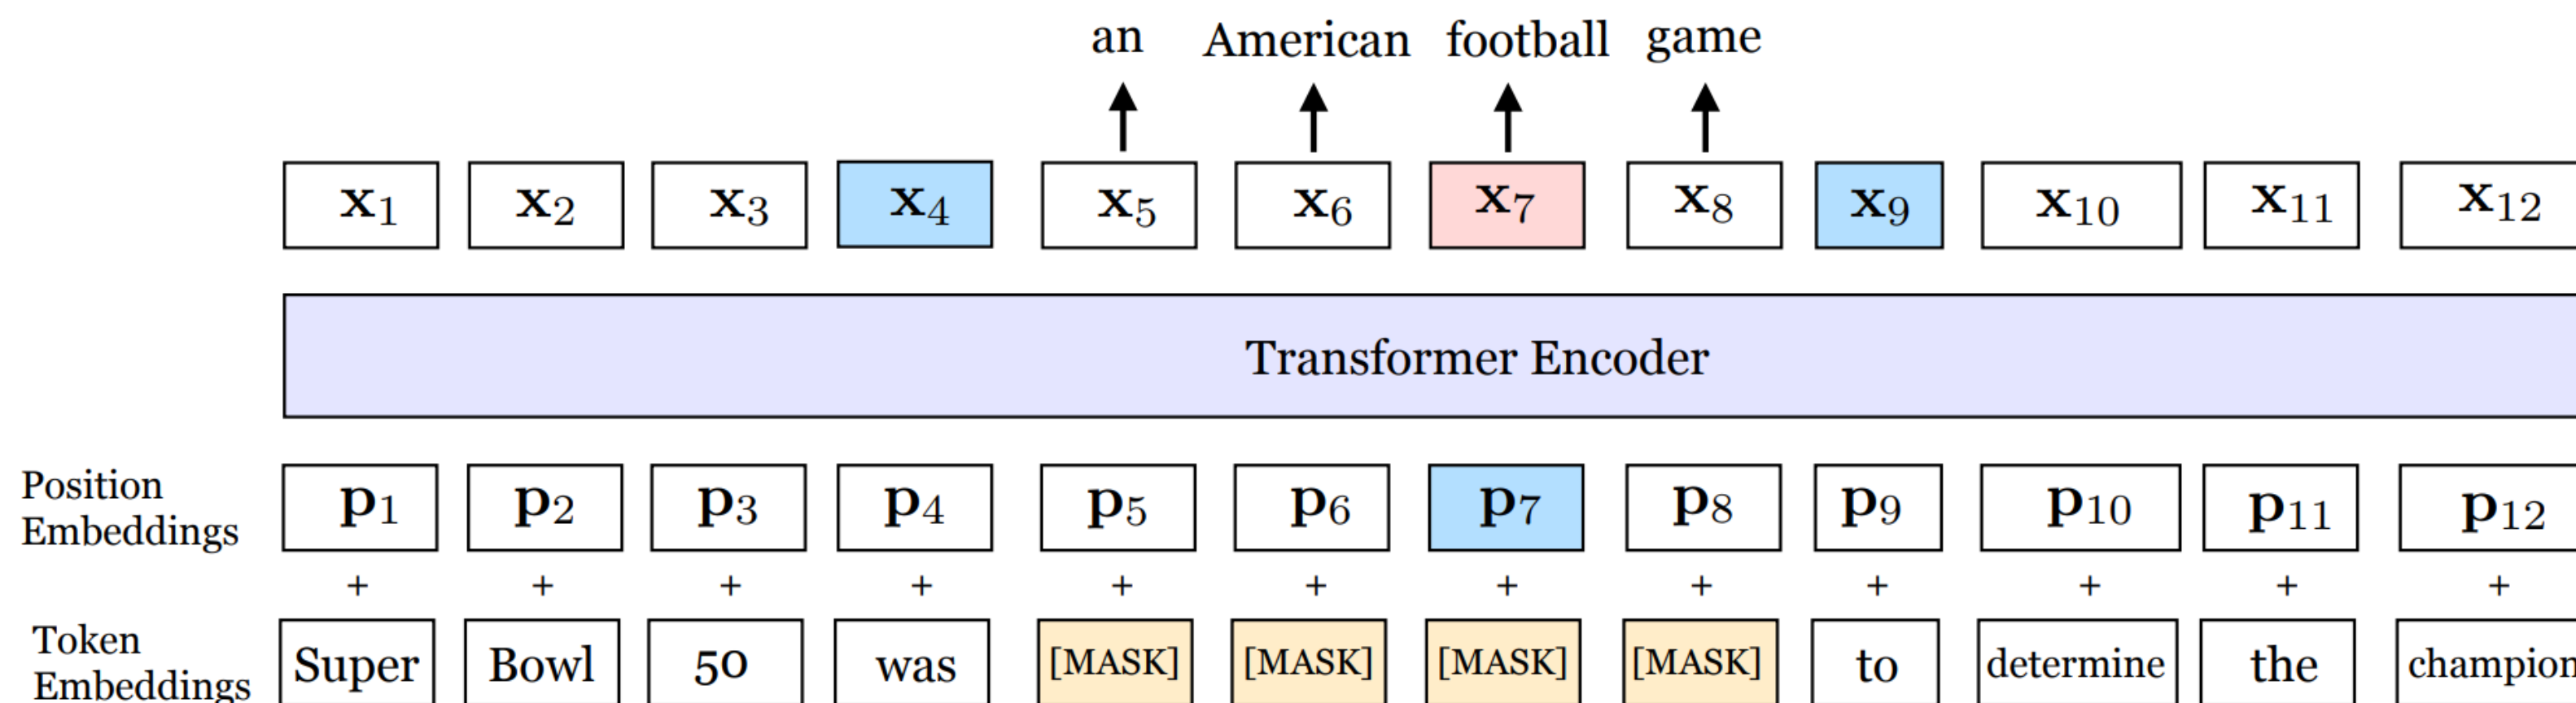 an American football game
x1 x2 x3 x4 x5 x6 x7 x8 x9 x10 x11 x12
Transformer Encoder
Position
Embeddings
p1 p2 p3 p4 p5 p6 p7 p8 p9 p10 p11 p12
+ + + + + + + + + + + +
Token
Embeddings
Super Bowl 50 was [MASK] [MASK] [MASK] [MASK] to determine the champion